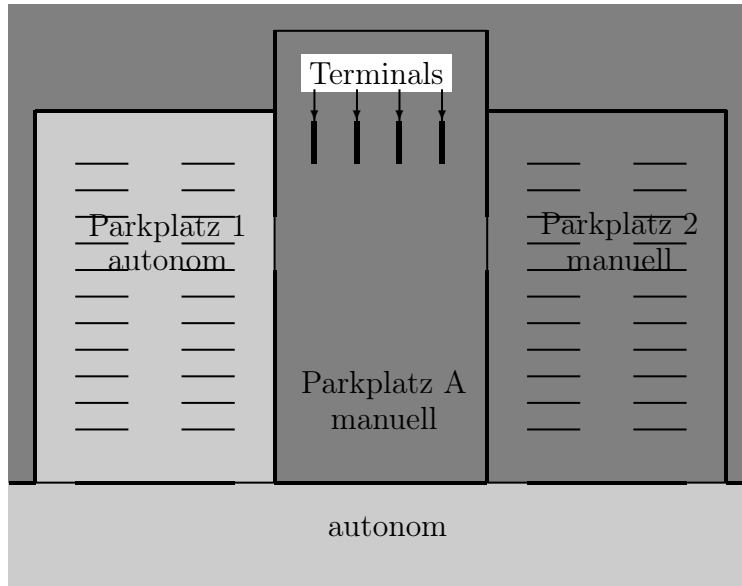 Terminals
Parkplatz 1
autonom
Parkplatz 2
manuell
Parkplatz A
manuell
autonom